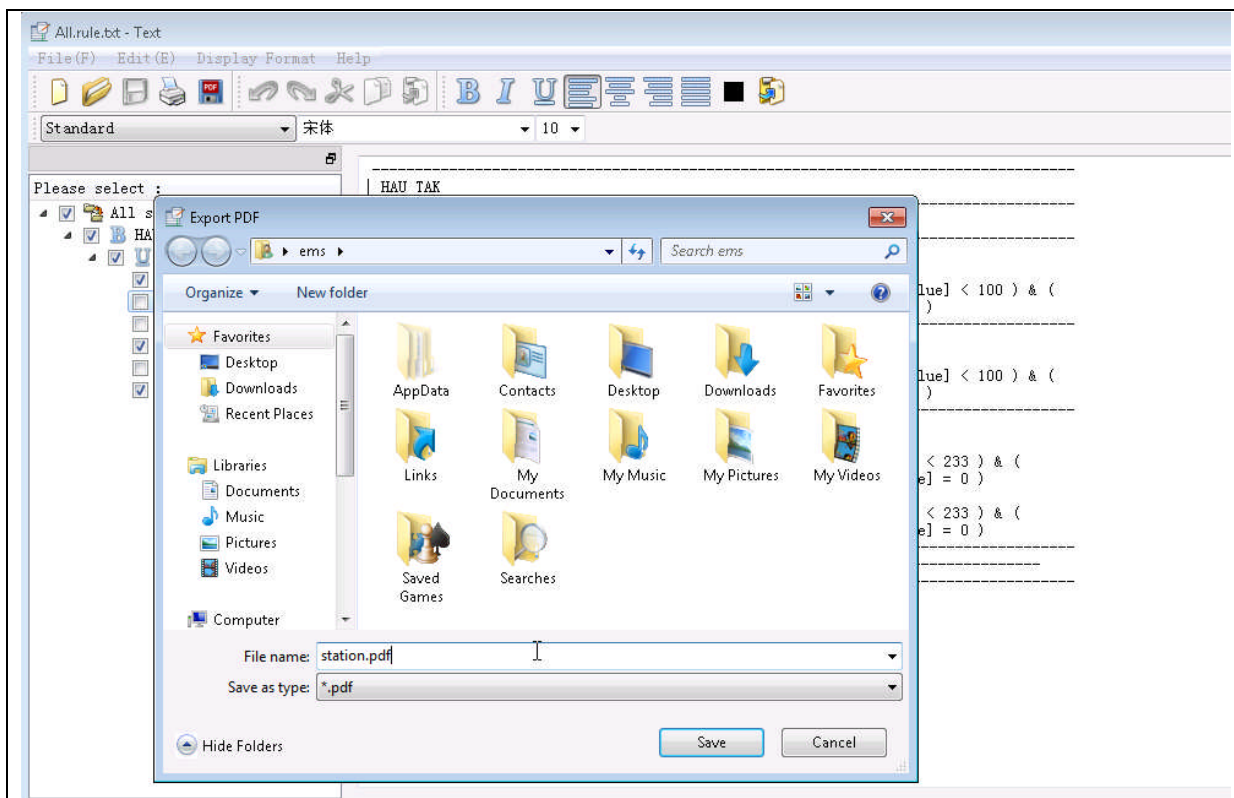 All.rule.txt - Text
File(F) Edit(E) Display Format Help
PDF
B I U
Standard 宋体 10
Please select :
HAU TAK
All s
B HA
U
Export PDF
ems
Search ems
Organize New folder
Favorites
Desktop
Downloads
Recent Places
Libraries
Documents
Music
Pictures
Videos
Computer
AppData Contacts Desktop Downloads Favorites
Links My Documents My Music My Pictures My Videos
Saved Games Searches
lue] < 100 ) & (
)
lue] < 100 ) & (
)
< 233 ) & (
e] = 0 )
< 233 ) & (
e] = 0 )
File name: station.pdf
Save as type: *.pdf
Hide Folders Save Cancel